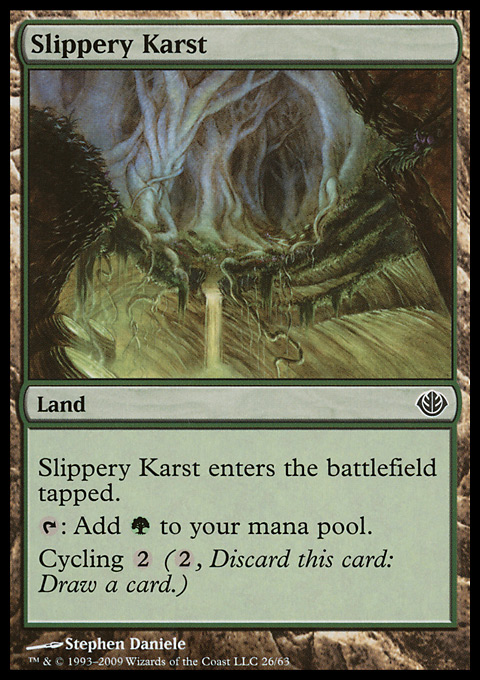 Slippery Karst
Land
Slippery Karst enters the battlefield
tapped.
: Add to your mana pool.
Cycling 2 (2, Discard this card:
Draw a card.)
Stephen Daniele
™ & © 1993–2009 Wizards of the Coast LLC 26/63